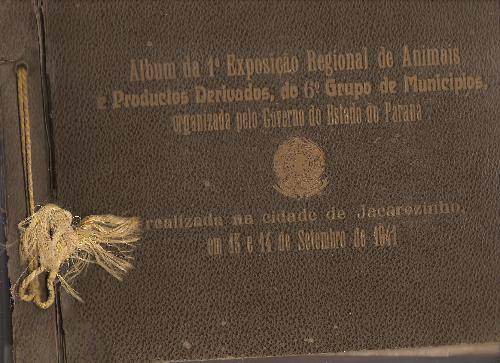 Album da 1ª Exposição Regional de Animais
e Productos Derivados, do 6º Grupo de Municipios,
organizada pelo Governo do Estado do Paraná
realizada na cidade de Jacarezinho,
em 13 e 14 de Setembro de 1941